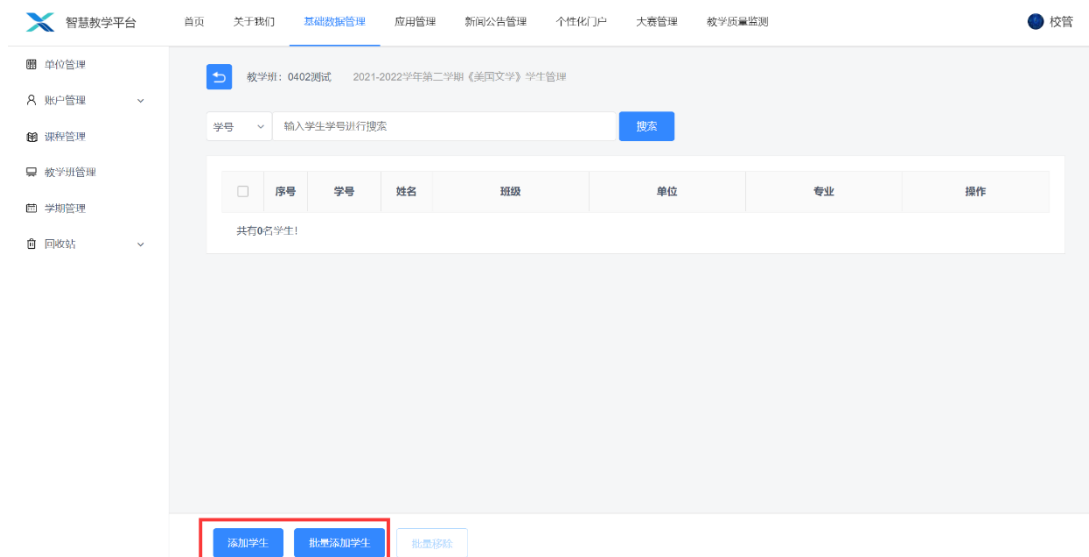 智慧教学平台 首页 关于我们 基础数据管理 应用管理 新闻公告管理 个性化门户 大赛管理 教学质量监测 校管
单位管理
账户管理
课程管理
教学班管理
学期管理
回收站
教学班：0402测试 2021-2022学年第二学期《美国文学》学生管理
学号 输入学生学号进行搜索 搜索
序号 学号 姓名 班级 单位 专业 操作
共有0名学生！
添加学生 批量添加学生 批量移除